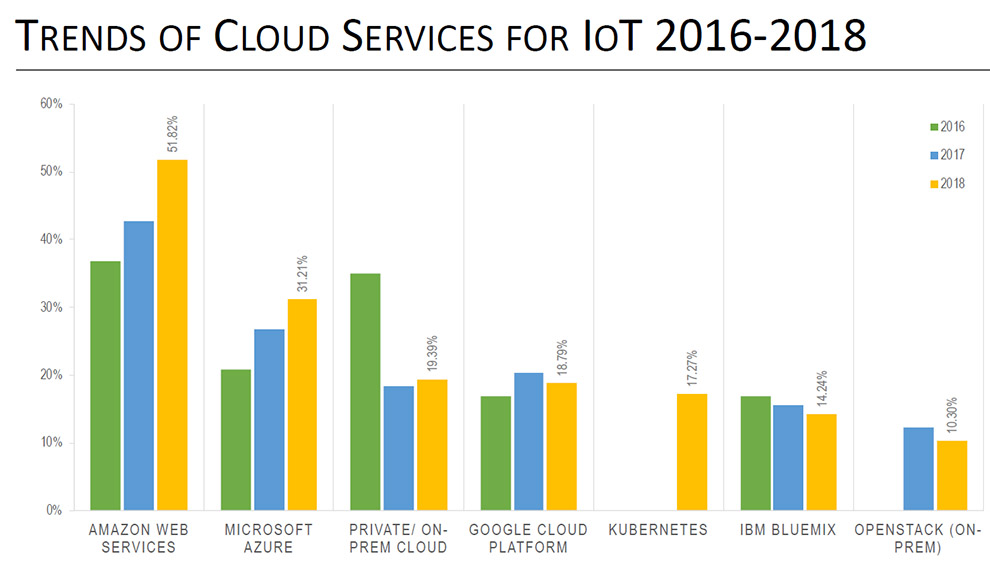 TRENDS OF CLOUD SERVICES FOR IOT 2016-2018
60%
50%
40%
30%
20%
10%
0%
51.82%
31.21%
19.39%
18.79%
17.27%
14.24%
10.30%
2016
2017
2018
AMAZON WEB
SERVICES
MICROSOFT
AZURE
PRIVATE/ ON-
PREM CLOUD
GOOGLE CLOUD
PLATFORM
KUBERNETES
IBM BLUEMIX
OPENSTACK (ON-
PREM)